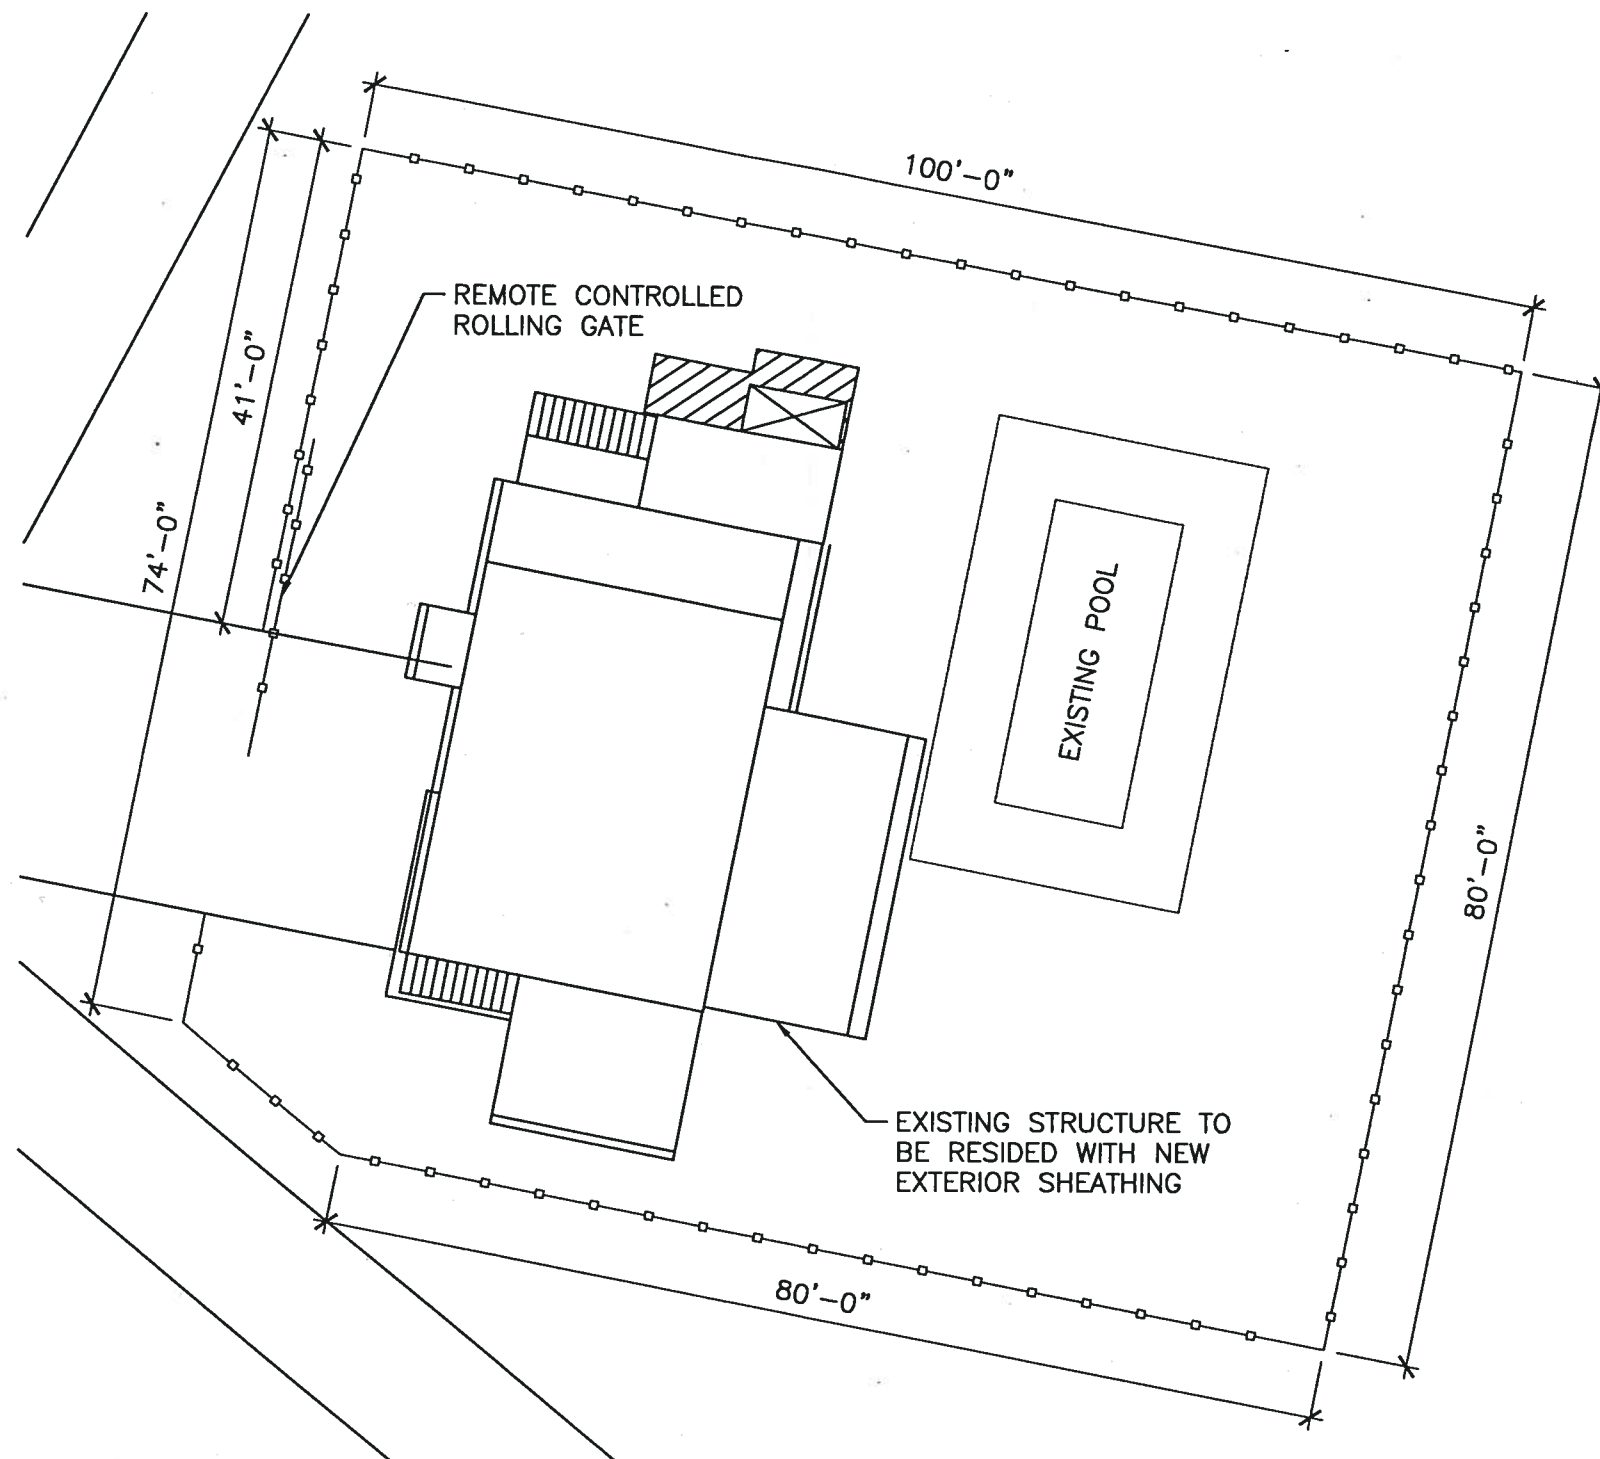 100'-0"
REMOTE CONTROLLED
ROLLING GATE
41'-0"
74'-0"
EXISTING POOL
80'-0"
EXISTING STRUCTURE TO
BE RESIDED WITH NEW
EXTERIOR SHEATHING
80'-0"